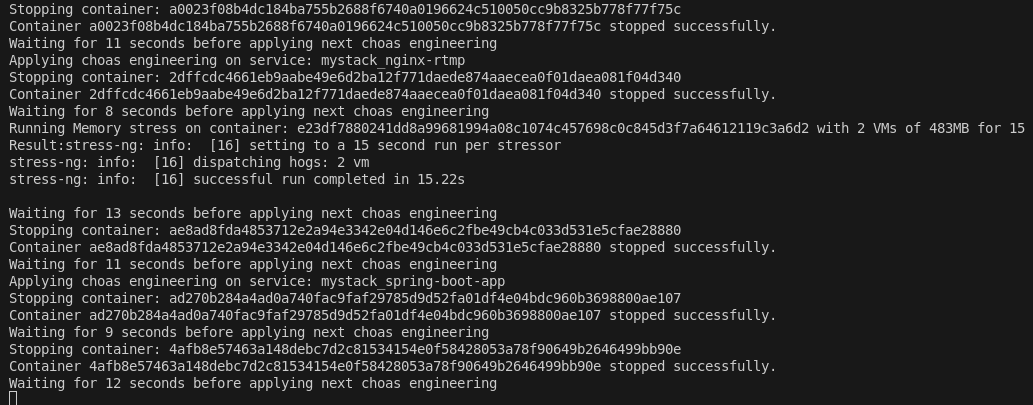 Stopping container: a0023f08b4dc184ba755b2688f6740a0196624c510050cc9b8325b778f77f75c
Container a0023f08b4dc184ba755b2688f6740a0196624c510050cc9b8325b778f77f75c stopped successfully.
Waiting for 11 seconds before applying next choas engineering
Applying choas engineering on service: mystack_nginx-rtmp
Stopping container: 2dffcdc4661eb9aabe49e6d2ba12f771daede874aaecea0f01daea081f04d340
Container 2dffcdc4661eb9aabe49e6d2ba12f771daede874aaecea0f01daea081f04d340 stopped successfully.
Waiting for 8 seconds before applying next choas engineering
Running Memory stress on container: e23df7880241dd8a99681994a08c1074c457698c0c845d3f7a64612119c3a6d2 with 2 VMs of 483MB for 15
Result:stress-ng: info:  [16] setting to a 15 second run per stressor
stress-ng: info:  [16] dispatching hogs: 2 vm
stress-ng: info:  [16] successful run completed in 15.22s
Waiting for 13 seconds before applying next choas engineering
Stopping container: ae8ad8fda4853712e2a94e3342e04d146e6c2fbe49cb4c033d531e5cfae28880
Container ae8ad8fda4853712e2a94e3342e04d146e6c2fbe49cb4c033d531e5cfae28880 stopped successfully.
Waiting for 11 seconds before applying next choas engineering
Applying choas engineering on service: mystack_spring-boot-app
Stopping container: ad270b284a4ad0a740fac9faf29785d9d52fa01df4e04bdc960b3698800ae107
Container ad270b284a4ad0a740fac9faf29785d9d52fa01df4e04bdc960b3698800ae107 stopped successfully.
Waiting for 9 seconds before applying next choas engineering
Stopping container: 4afb8e57463a148debc7d2c81534154e0f58428053a78f90649b2646499bb90e
Container 4afb8e57463a148debc7d2c81534154e0f58428053a78f90649b2646499bb90e stopped successfully.
Waiting for 12 seconds before applying next choas engineering